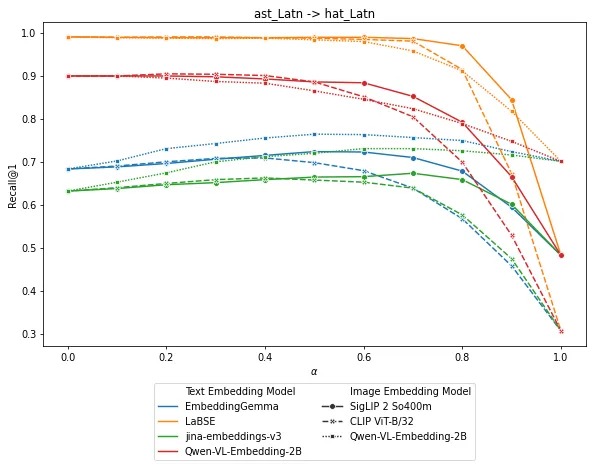 ast_Latn -> hat_Latn
1.0
0.9
0.8
0.7
0.6
0.5
0.4
0.3
Recall@1
0.0 0.2 0.4 0.6 0.8 1.0
α
Text Embedding Model Image Embedding Model
EmbeddingGemma SigLIP 2 So400m
LaBSE CLIP ViT-B/32
jina-embeddings-v3 Qwen-VL-Embedding-2B
Qwen-VL-Embedding-2B